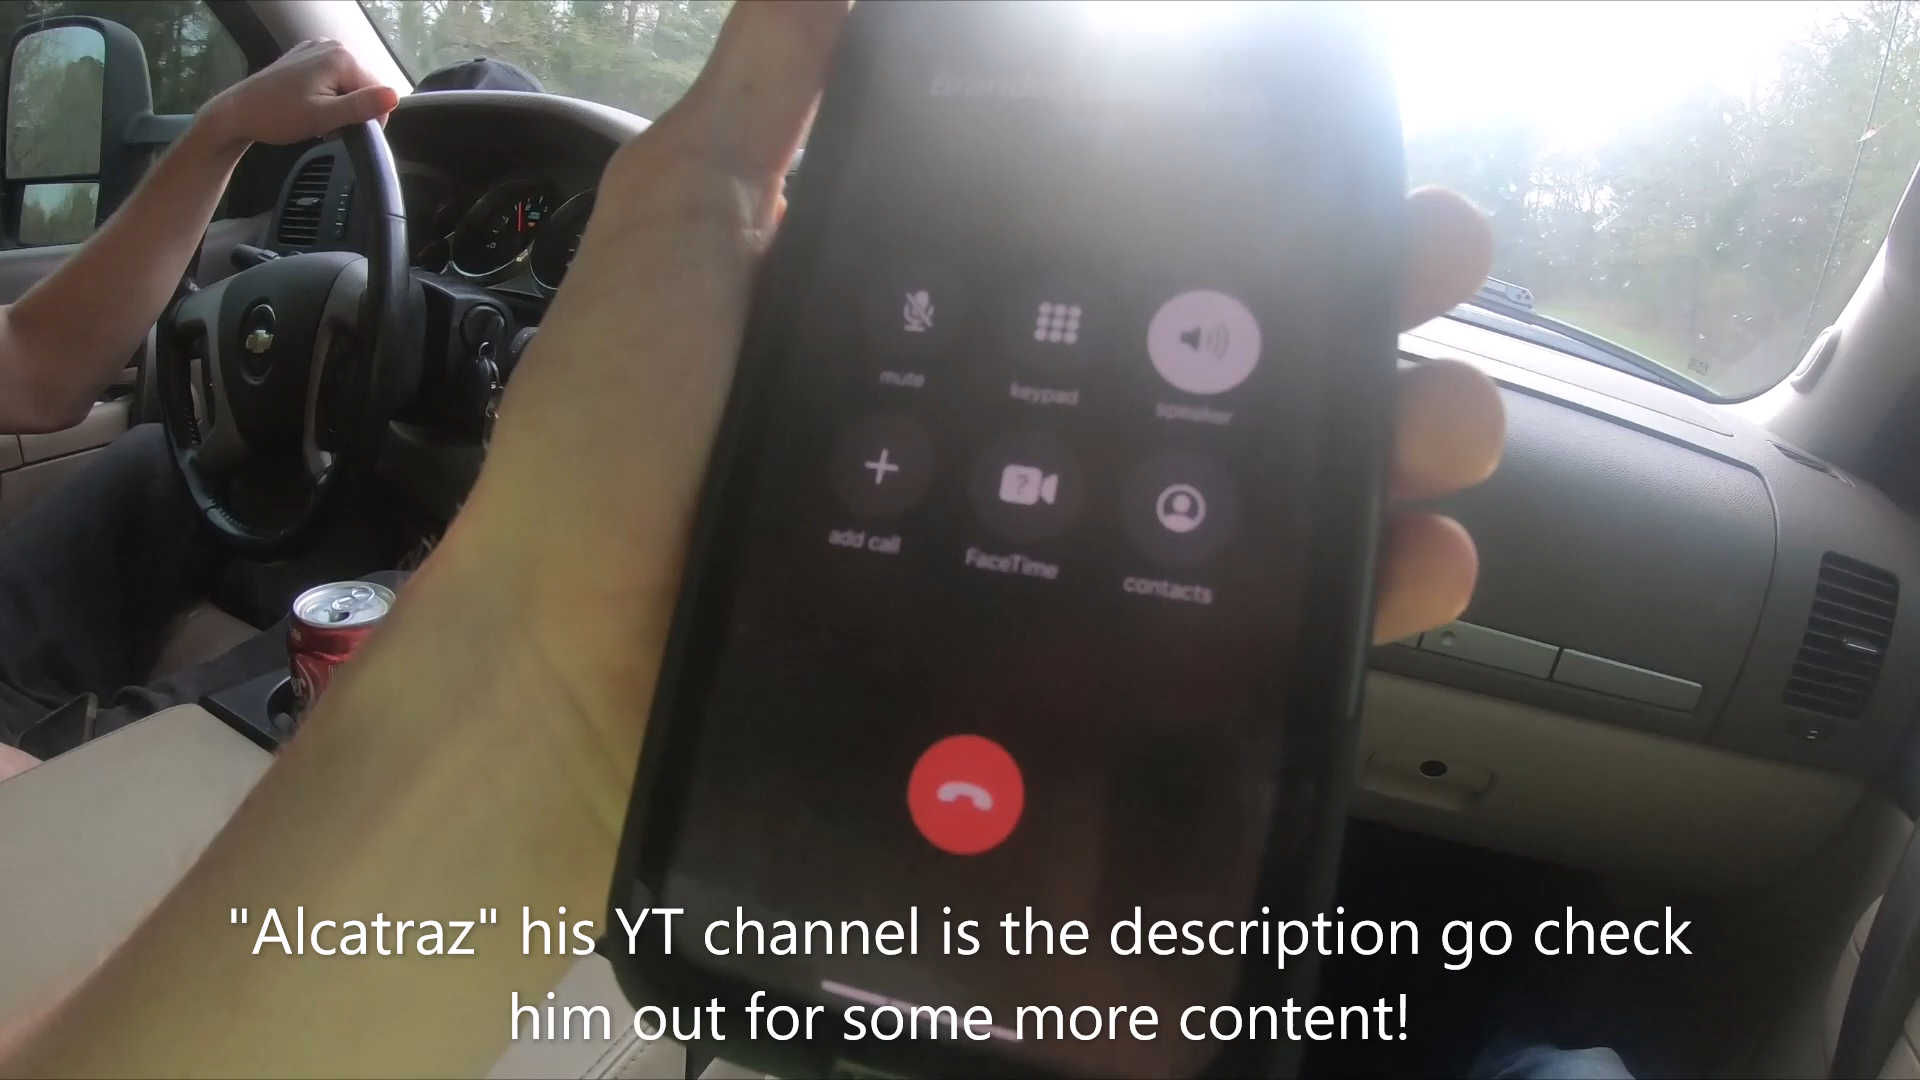 mute
keypad
speaker
add call
FaceTime
contacts
"Alcatraz" his YT channel is the description go check
him out for some more content!